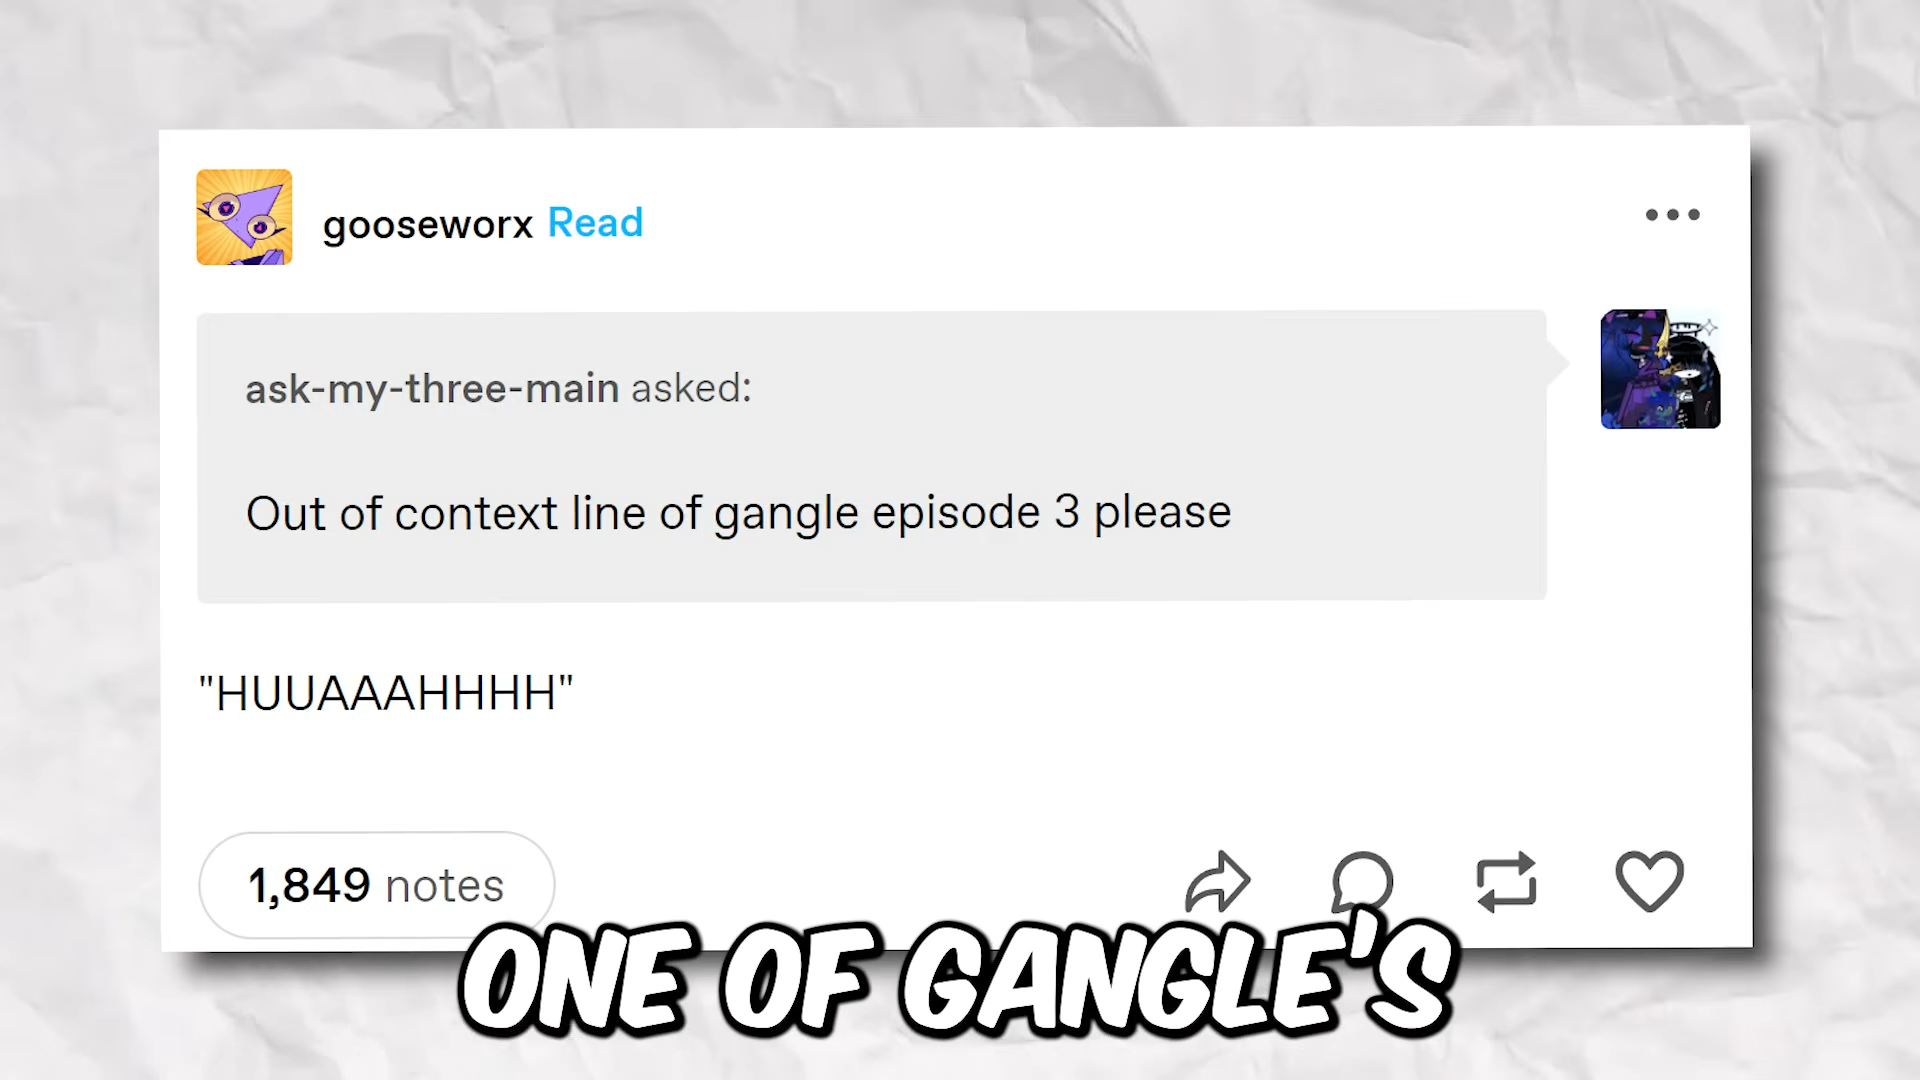 gooseworx Read
ask-my-three-main asked:
Out of context line of gangle episode 3 please
"HUUAAAHHHH"
1,849 notes
ONE OF GANGLE'S